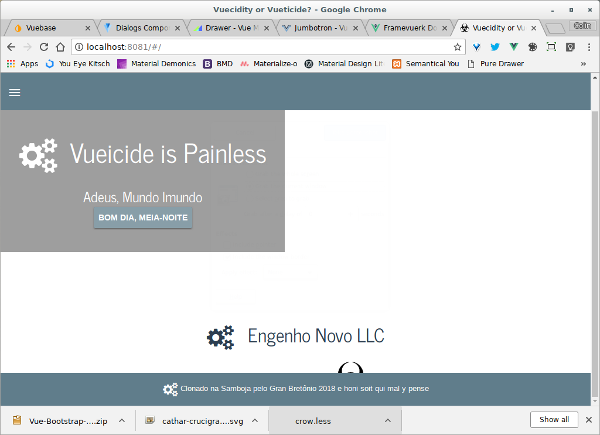 Vuecidity or Vueticide? - Google Chrome
Vuebase
Dialogs Compo
Drawer - Vue M
Jumbotron - Vu
Framevuerk Do
Vuecidity or Vu
Colin
localhost:8081/#/
Apps
You Eye Kitsch
Material Demonics
BMD
Materialize-o
Material Design Lit
Semantical You
Pure Drawer
»
Vueicide is Painless
Adeus, Mundo Imundo
BOM DIA, MEIA-NOITE
Engenho Novo LLC
Clonado na Samboja pelo Gran Bretônio 2018 e honi soit qui mal y pense
Vue-Bootstrap-....zip
cathar-crucigra....svg
crow.less
Show all